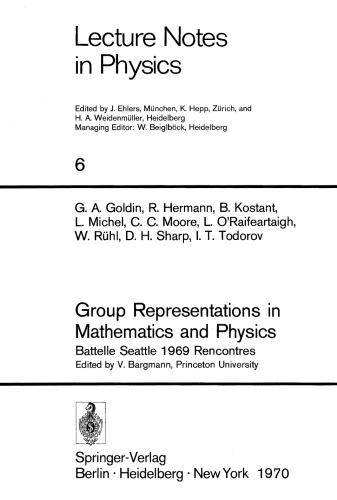 Lecture Notes
in Physics
Edited by J. Ehlers, München, K. Hepp, Zürich, and
H. A. Weidenmüller, Heidelberg
Managing Editor: W. Beiglböck, Heidelberg
6
G. A. Goldin, R. Hermann, B. Kostant,
L. Michel, C. C. Moore, L. O'Raifeartaigh,
W. Rühl, D. H. Sharp, I. T. Todorov
Group Representations in
Mathematics and Physics
Battelle Seattle 1969 Rencontres
Edited by V. Bargmann, Princeton University
Springer-Verlag
Berlin · Heidelberg · New York 1970